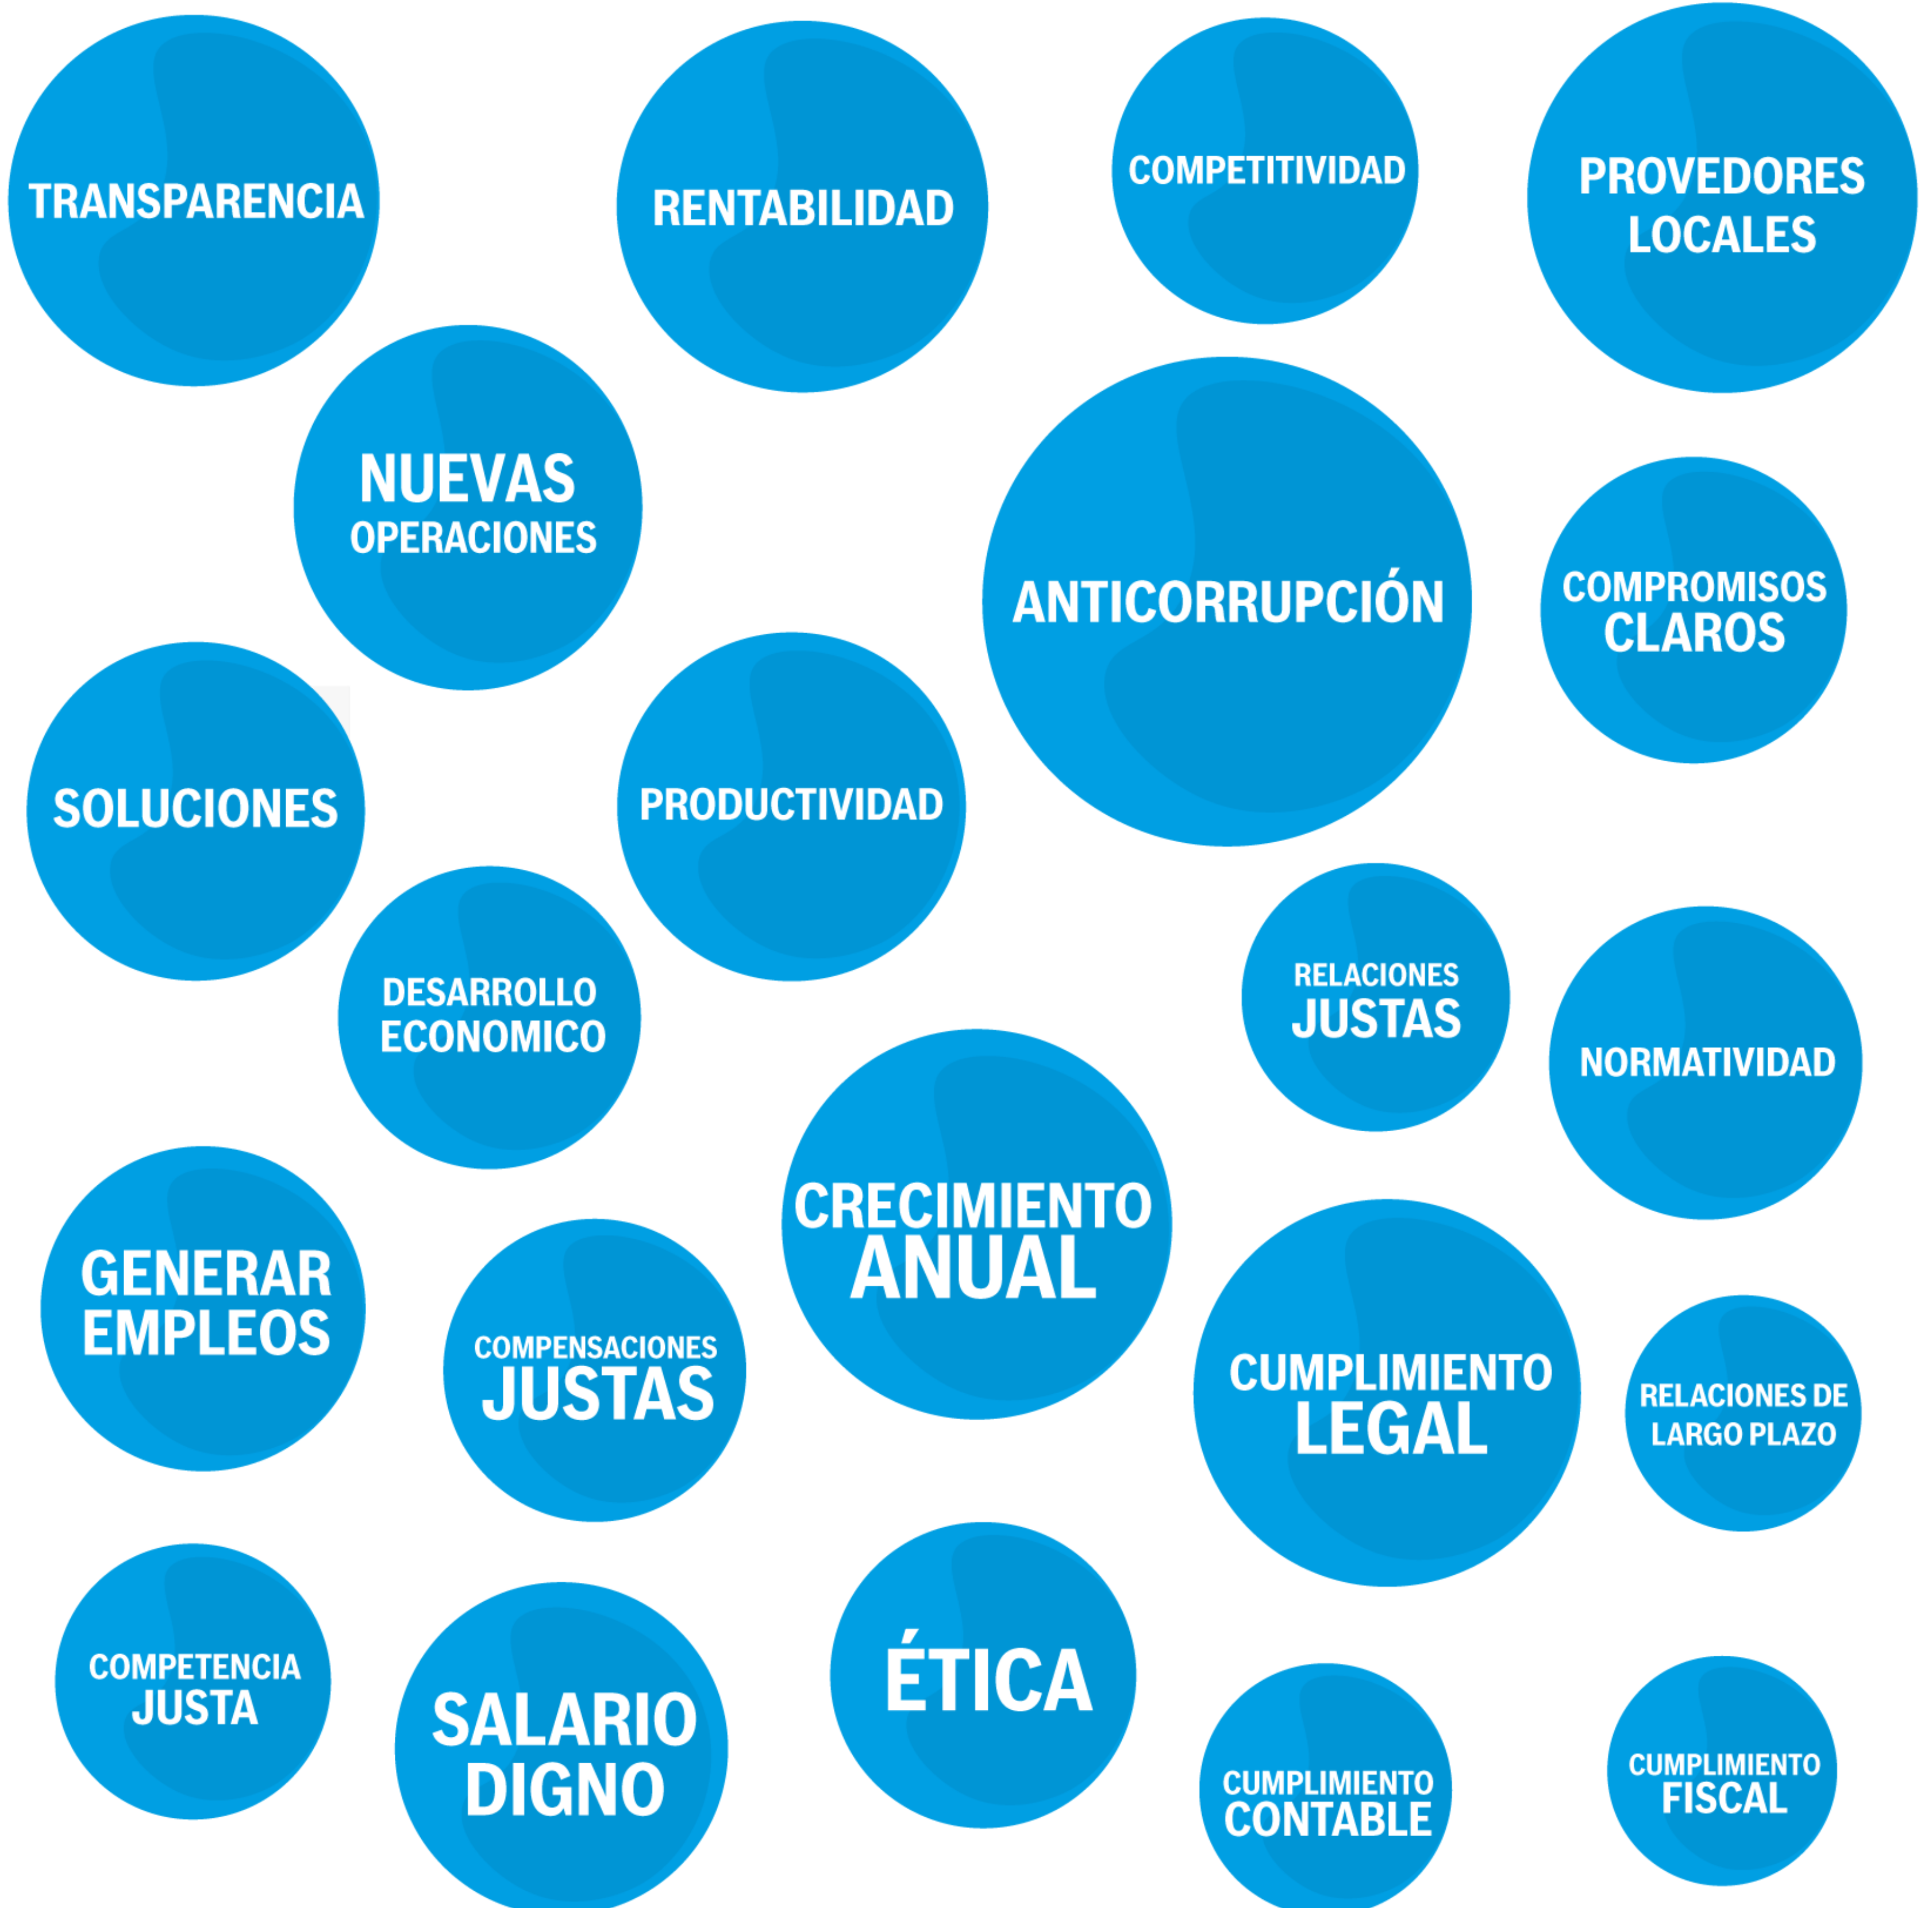 TRANSPARENCIA
RENTABILIDAD
COMPETITIVIDAD
PROVEDORES
LOCALES
NUEVAS
OPERACIONES
ANTICORRUPCIÓN
COMPROMISOS
CLAROS
SOLUCIONES
PRODUCTIVIDAD
DESARROLLO
ECONOMICO
RELACIONES
JUSTAS
NORMATIVIDAD
CRECIMIENTO
ANUAL
GENERAR
EMPLEOS
COMPENSACIONES
JUSTAS
CUMPLIMIENTO
LEGAL
RELACIONES DE
LARGO PLAZO
COMPETENCIA
JUSTA
SALARIO
DIGNO
ÉTICA
CUMPLIMIENTO
CONTABLE
CUMPLIMIENTO
FISCAL